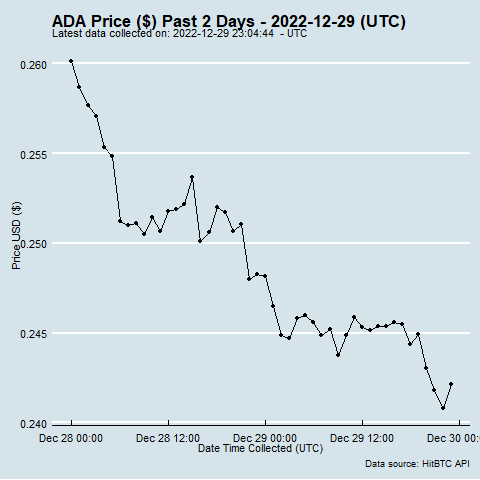 ADA Price ($) Past 2 Days - 2022-12-29 (UTC)
Latest data collected on: 2022-12-29 23:04:44 - UTC
0.260
0.255
0.250
0.245
0.240
Price USD ($)
Dec 28 00:00 Dec 28 12:00 Dec 29 00:00 Dec 29 12:00 Dec 30 00
Date Time Collected (UTC)
Data source: HitBTC API